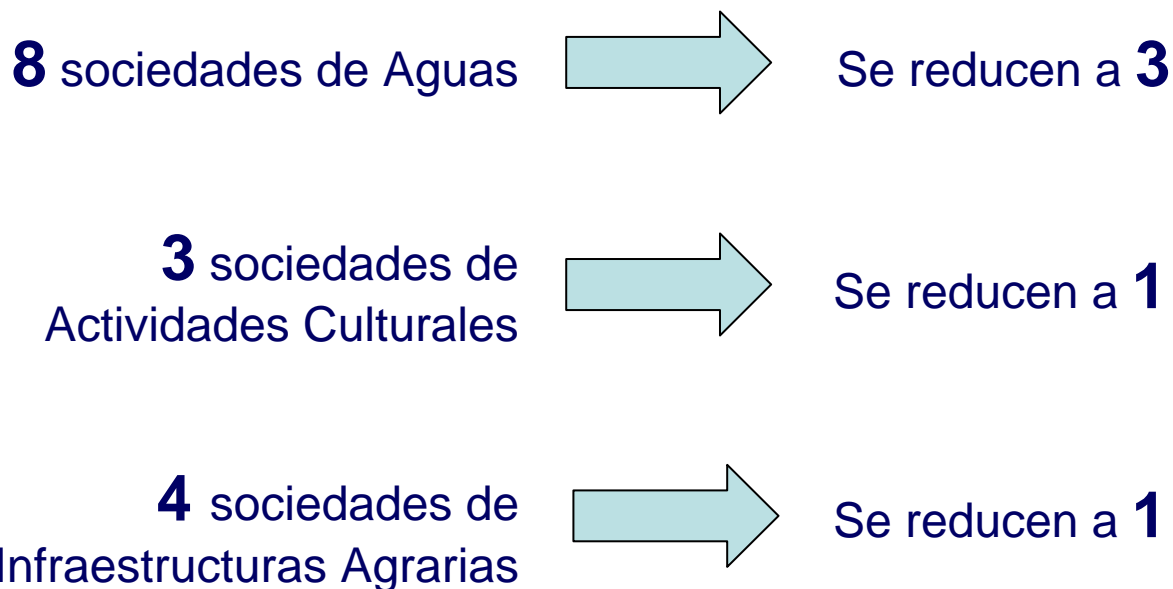 8 sociedades de Aguas
Se reducen a 3
3 sociedades de
Actividades Culturales
Se reducen a 1
4 sociedades de
Infraestructuras Agrarias
Se reducen a 1